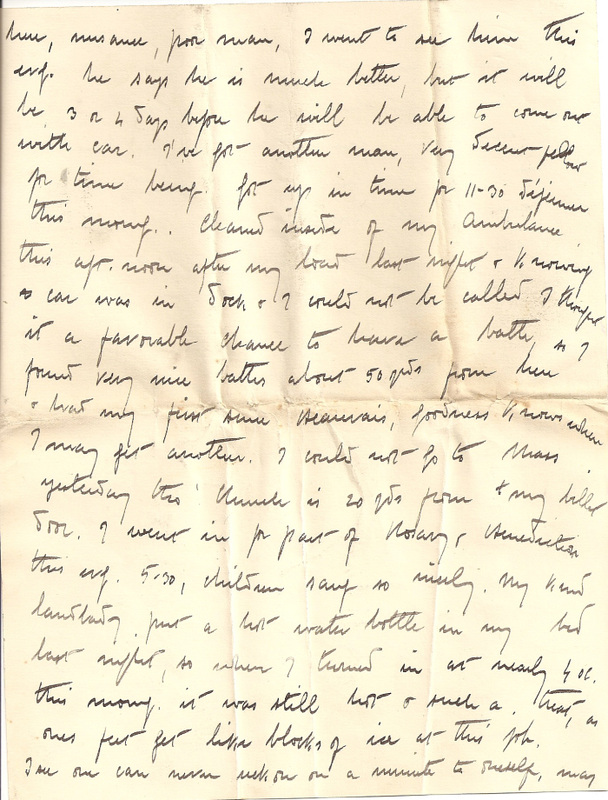 here, nuisance, poor man, I went to see him this
evg. he says he is much better, but it will
be 3 or 4 days before he will be able to come out
with car. I've got another man, very decent fellow
for time being. Got up in time for 11-30 déjeuner
this morng.. Cleaned inside of my Ambulance
this aft. noon after my load last night & knowing
car was in dock & I could not be called I thought
it a favorable chance to have a bath, so I
found very nice baths about 50 yds from here
& had my first since Beauvais, goodness knows when
I may get another. I could not go to Mass
yesterday tho' Church is 20 yds from my billet
door. I went in for part of Rosary & Benediction
this evg. 5-30, children sang so nicely. My kind
landlady put a hot water bottle in my bed
last night, so when I turned in at nearly 4 oc.
this morng. it was still hot & such a treat, as
ones feet get like blocks of ice at this job.
I see one can never reckon on a minute to oneself, may